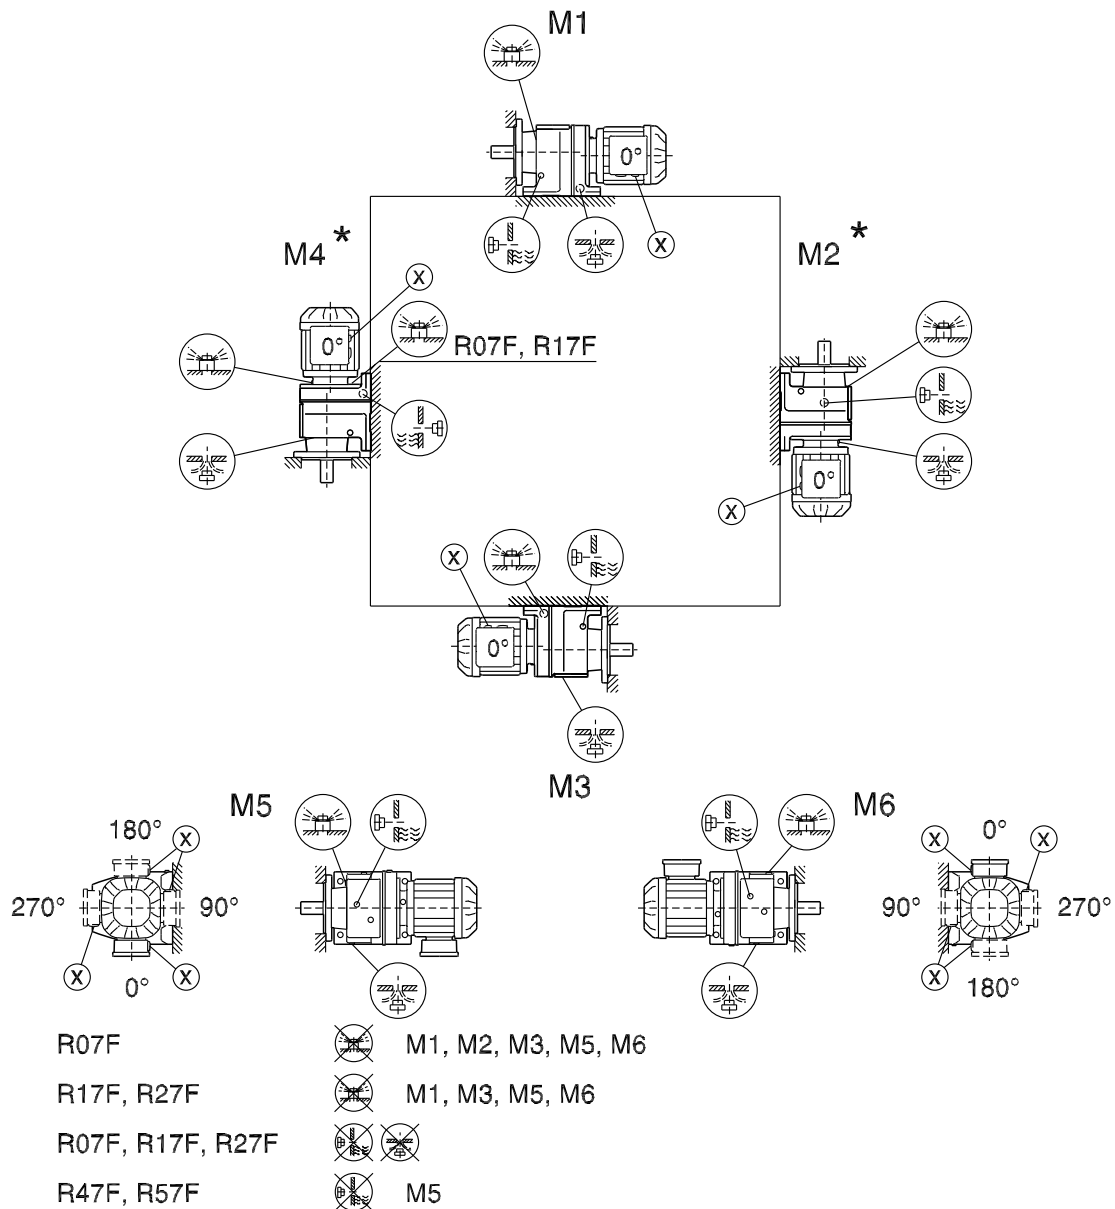 M1
0°
X
M4 *
M2 *
X
0°
R07F, R17F
X
0°
X
0°
M3
M5
M6
180°
X
270°
90°
X
0°
X
0°
X
X
90°
270°
X
180°
R07F M1, M2, M3, M5, M6
R17F, R27F M1, M3, M5, M6
R07F, R17F, R27F
R47F, R57F M5